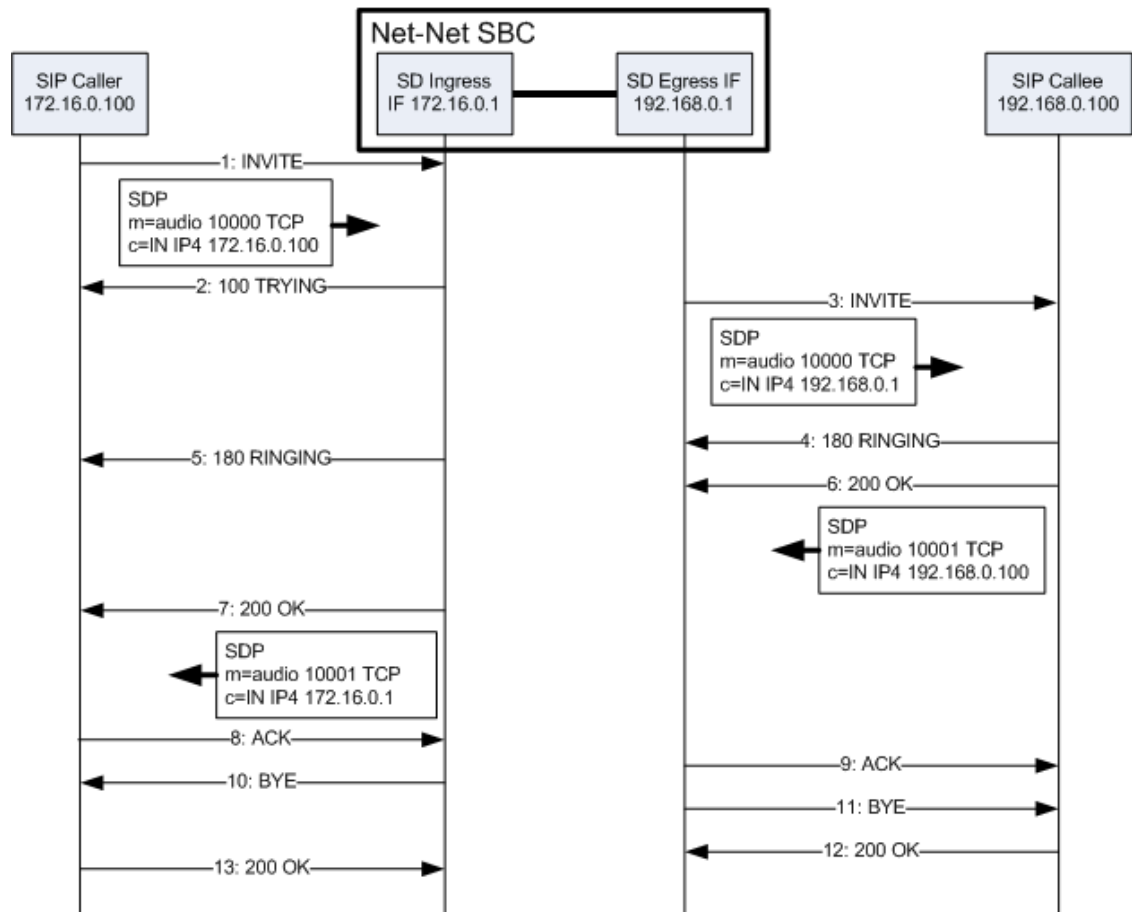 Net-Net SBC
SIP Caller
172.16.0.100
SD Ingress
IF 172.16.0.1
SD Egress IF
192.168.0.1
SIP Callee
192.168.0.100
1: INVITE
SDP
m=audio 10000 TCP
c=IN IP4 172.16.0.100
2: 100 TRYING
3: INVITE
SDP
m=audio 10000 TCP
c=IN IP4 192.168.0.1
4: 180 RINGING
5: 180 RINGING
6: 200 OK
SDP
m=audio 10001 TCP
c=IN IP4 192.168.0.100
7: 200 OK
SDP
m=audio 10001 TCP
c=IN IP4 172.16.0.1
8: ACK
9: ACK
10: BYE
11: BYE
12: 200 OK
13: 200 OK